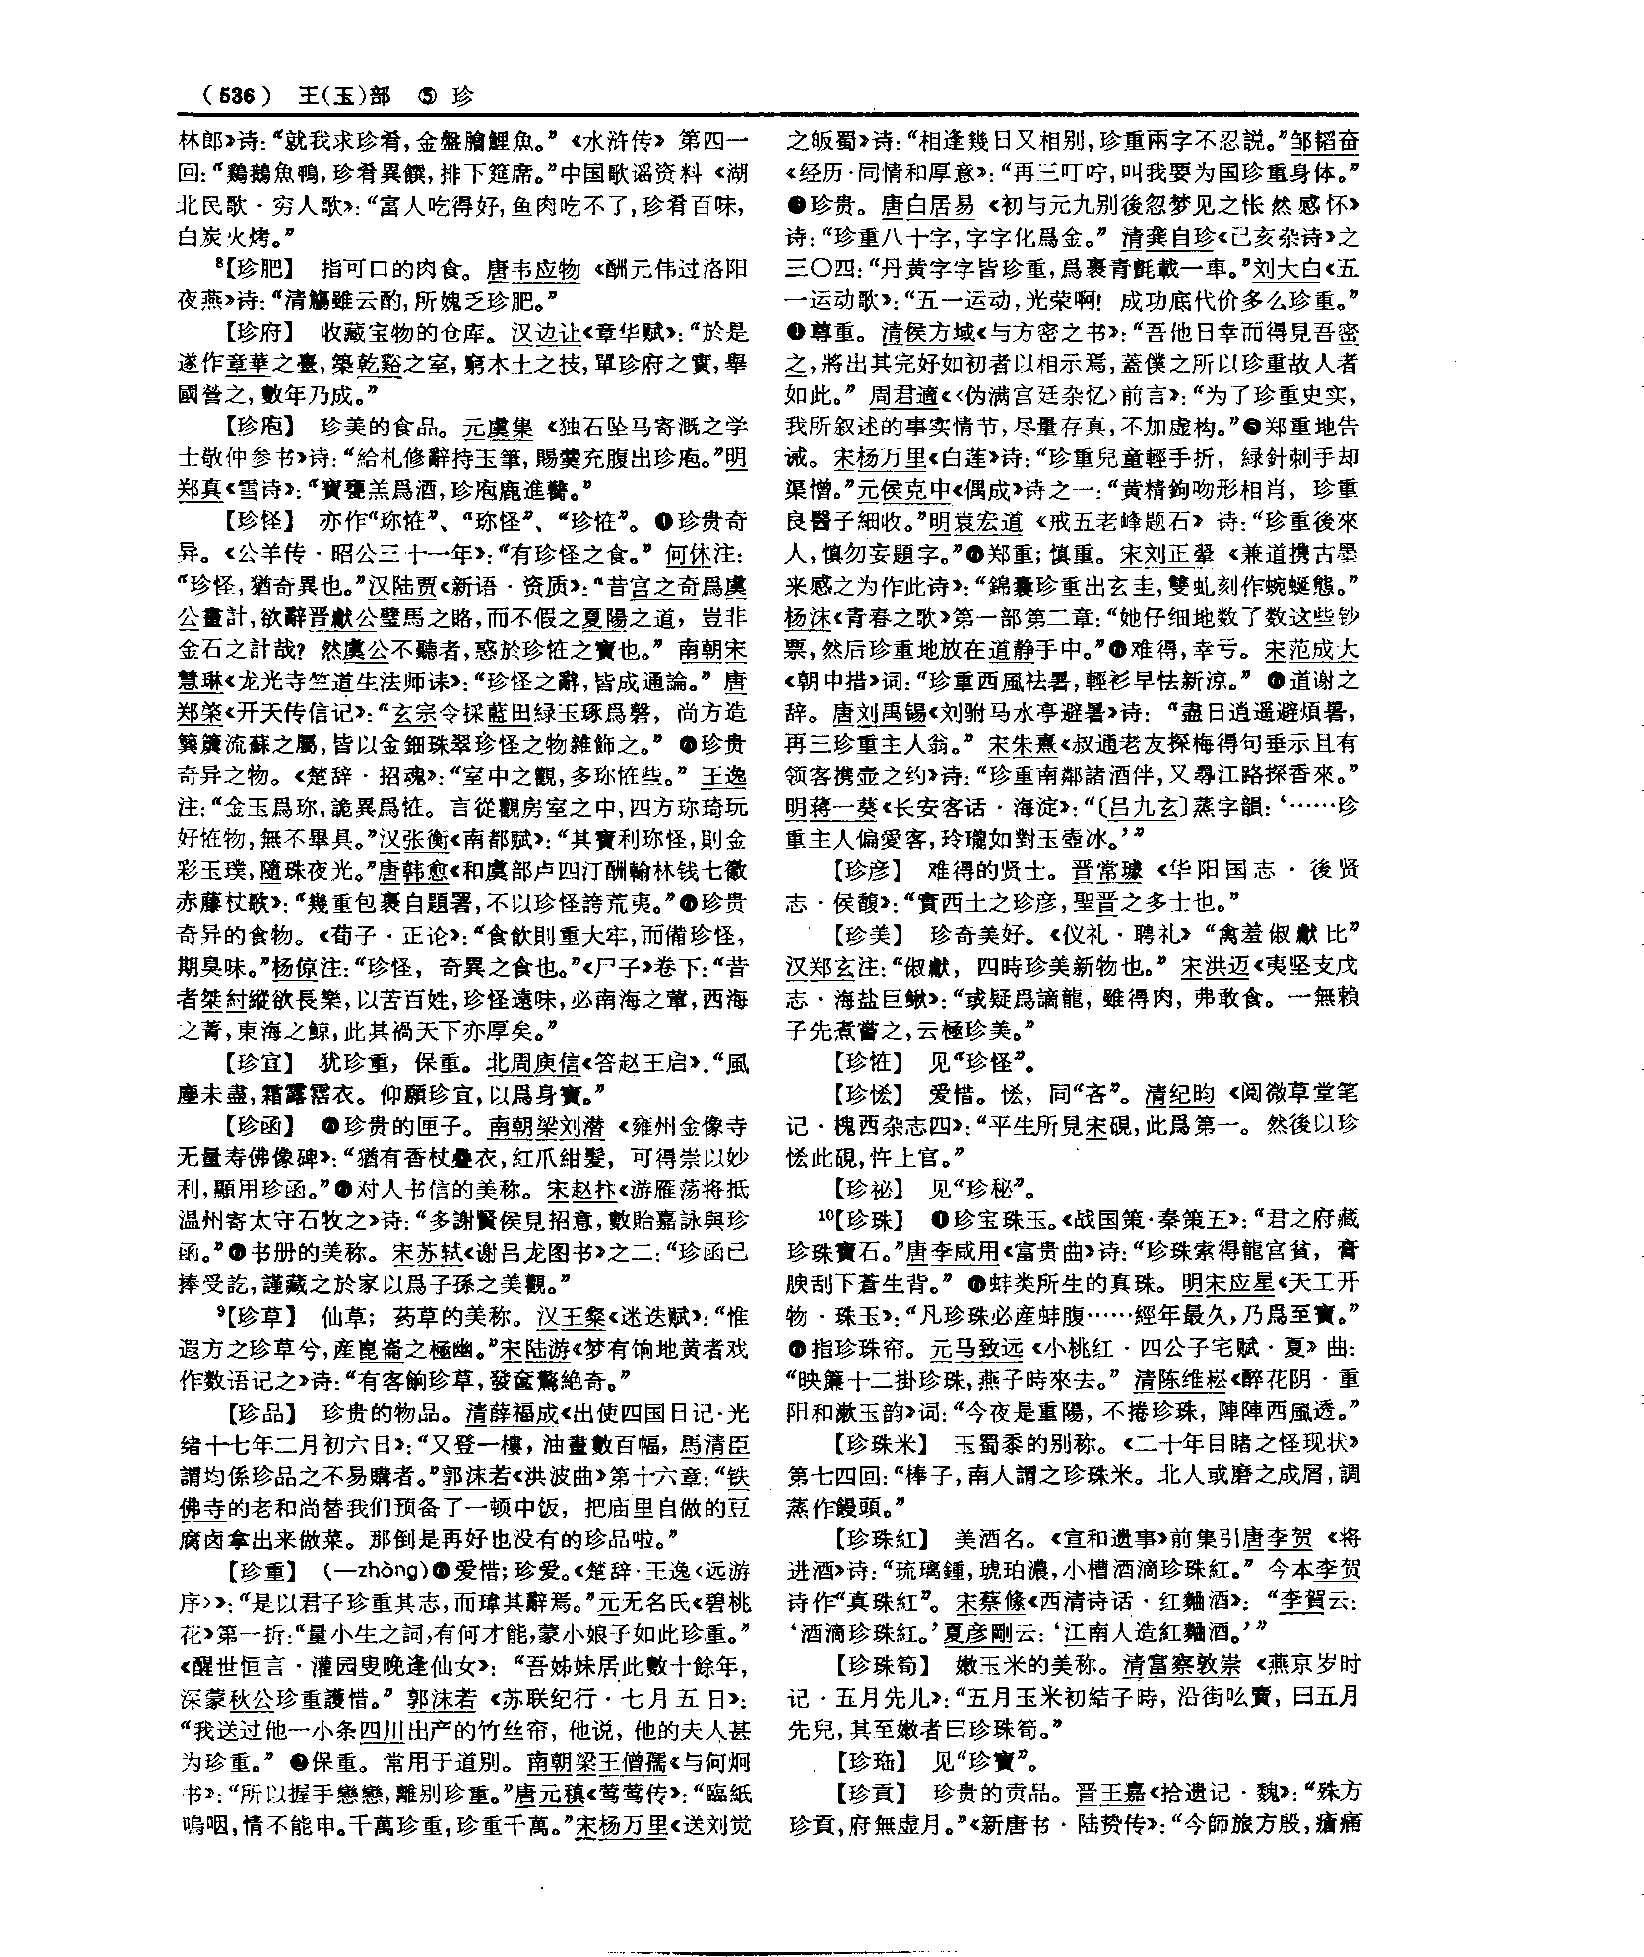 （536） 王(玉)部 ⑤ 珍
林郎》诗：“就我求珍肴，金盤膾鯉魚。”《水浒传》第四一
回：“鷄鵝魚鴨，珍肴異饌，排下筵席。”中国歌谣资料《湖
北民歌·穷人歌》：“富人吃得好，鱼肉吃不了，珍肴百味，
白炭火烤。”
⁸【珍肥】 指可口的肉食。唐韦应物《酬元伟过洛阳
夜燕》诗：“清觴雖云酌，所媿乏珍肥。”
【珍府】 收藏宝物的仓库。汉边让《章华赋》：“於是
遂作章華之臺，築乾谿之室，窮木土之技，單珍府之實，舉
國營之，數年乃成。”
【珍庖】 珍美的食品。元虞集《独石坠马寄溉之学
士敬仲参书》诗：“給札修辭持玉筆，賜羹充腹出珍庖。”明
郑真《雪诗》：“寶甕羔爲酒，珍庖鹿進臡。”
【珍怪】 亦作“珎恠”、“珎怪”、“珍恠”。❶珍贵奇
异。《公羊传·昭公三十一年》：“有珍怪之食。”何休注：
“珍怪，猶奇異也。”汉陆贾《新语·资质》：“昔宫之奇爲虞
公畫計，欲辭晋獻公璧馬之賂，而不假之夏陽之道，豈非
金石之計哉？然虞公不聽者，惑於珍恠之寶也。”南朝宋
慧琳《龙光寺竺道生法师诔》：“珍怪之辭，皆成通論。”唐
郑棨《开天传信记》：“玄宗令採藍田緑玉琢爲磬，尚方造
簨簴流蘇之屬，皆以金鈿珠翠珍怪之物雜飾之。”❷珍贵
奇异之物。《楚辞·招魂》：“室中之觀，多珎恠些。”王逸
注：“金玉爲珎，詭異爲恠。言從觀房室之中，四方珎琦玩
好恠物，無不畢具。”汉张衡《南都赋》：“其寶利珎怪，則金
彩玉璞，隨珠夜光。”唐韩愈《和虞部卢四汀酬翰林钱七徽
赤藤杖歌》：“幾重包裹自題署，不以珍怪誇荒夷。”❸珍贵
奇异的食物。《荀子·正论》：“食飲則重大牢，而備珍怪，
期臭味。”杨倞注：“珍怪，奇異之食也。”《尸子》卷下：“昔
者桀紂縱欲長樂，以苦百姓，珍怪遠味，必南海之葷，西海
之菁，東海之鯨，此其禍天下亦厚矣。”
【珍宜】 犹珍重，保重。北周庾信《答赵王启》：“風
塵未盡，霜露霑衣。仰願珍宜，以爲身寶。”
【珍函】 ❶珍贵的匣子。南朝梁刘潜《雍州金像寺
无量寿佛像碑》：“猶有香杖疊衣，紅爪紺髮，可得崇以妙
利，顯用珍函。”❷对人书信的美称。宋赵抃《游雁荡将抵
温州寄太守石牧之》诗：“多謝賢侯見招意，數貽嘉詠與珍
函。”❸书册的美称。宋苏轼《谢吕龙图书》之二：“珍函已
捧受訖，謹藏之於家以爲子孫之美觀。”
⁹【珍草】 仙草；药草的美称。汉王粲《迷迭赋》：“惟
遐方之珍草兮，産崑崙之極幽。”宋陆游《梦有饷地黄者戏
作数语记之》诗：“有客餉珍草，發奩驚絶奇。”
【珍品】 珍贵的物品。清薛福成《出使四国日记·光
绪十七年二月初六日》：“又登一樓，油畫數百幅，馬清臣
謂均係珍品之不易購者。”郭沫若《洪波曲》第十六章：“铁
佛寺的老和尚替我们预备了一顿中饭，把庙里自做的豆
腐卤拿出来做菜。那倒是再好也没有的珍品啦。”
【珍重】 (—zhòng)❶爱惜；珍爱。《楚辞·王逸〈远游
序〉》：“是以君子珍重其志，而瑋其辭焉。”元无名氏《碧桃
花》第一折：“量小生之詞，有何才能，蒙小娘子如此珍重。”
《醒世恒言·灌园叟晚逢仙女》：“吾姊妹居此數十餘年，
深蒙秋公珍重護惜。”郭沫若《苏联纪行·七月五日》：
“我送过他一小条四川出产的竹丝帘，他说，他的夫人甚
为珍重。”❷保重。常用于道别。南朝梁王僧孺《与何炯
书》：“所以握手戀戀，離别珍重。”唐元稹《莺莺传》：“臨紙
嗚咽，情不能申。千萬珍重，珍重千萬。”宋杨万里《送刘觉
之皈蜀》诗：“相逢幾日又相别，珍重兩字不忍説。”邹韬奋
《经历·同情和厚意》：“再三叮咛，叫我要为国珍重身体。”
❸珍贵。唐白居易《初与元九别後忽梦见之怅然感怀》
诗：“珍重八十字，字字化爲金。”清龚自珍《己亥杂诗》之
三〇四：“丹黄字字皆珍重，爲裹青氈載一車。”刘大白《五
一运动歌》：“五一运动，光荣啊！成功底代价多么珍重。”
❹尊重。清侯方域《与方密之书》：“吾他日幸而得見吾密
之，將出其完好如初者以相示焉，蓋僕之所以珍重故人者
如此。”周君適《〈伪满宫廷杂忆〉前言》：“为了珍重史实，
我所叙述的事实情节，尽量存真，不加虚构。”❺郑重地告
诫。宋杨万里《白莲》诗：“珍重兒童輕手折，緑針刺手却
渠憎。”元侯克中《偶成》诗之一：“黄精鉤吻形相肖，珍重
良醫子細收。”明袁宏道《戒五老峰题石》诗：“珍重後來
人，慎勿妄題字。”❻郑重；慎重。宋刘正翚《兼道携古墨
来感之为作此诗》：“錦囊珍重出玄圭，雙虬刻作蜿蜒態。”
杨沫《青春之歌》第一部第二章：“她仔细地数了数这些钞
票，然后珍重地放在道静手中。”❼难得，幸亏。宋范成大
《朝中措》词：“珍重西風祛暑，輕衫早怯新涼。”❽道谢之
辞。唐刘禹锡《刘驸马水亭避暑》诗：“盡日逍遥避煩暑，
再三珍重主人翁。”宋朱熹《叔通老友探梅得句垂示且有
领客携壶之约》诗：“珍重南鄰諸酒伴，又尋江路探香來。”
明蒋一葵《长安客话·海淀》：“〔吕九玄〕蒸字韻：‘……珍
重主人偏愛客，玲瓏如對玉壺冰。’”
【珍彦】 难得的贤士。晋常璩《华阳国志·後贤
志·侯馥》：“實西土之珍彦，聖晋之多士也。”
【珍美】 珍奇美好。《仪礼·聘礼》“禽羞俶獻比”
汉郑玄注：“俶獻，四時珍美新物也。”宋洪迈《夷坚支戊
志·海盐巨鳅》：“或疑爲謫龍，雖得肉，弗敢食。一無賴
子先煮嘗之，云極珍美。”
【珍恠】 见“珍怪”。
【珍恡】 爱惜。恡，同“吝”。清纪昀《阅微草堂笔
记·槐西杂志四》：“平生所見宋硯，此爲第一。然後以珍
恡此硯，忤上官。”
【珍祕】 见“珍秘”。
¹⁰【珍珠】 ❶珍宝珠玉。《战国策·秦策五》：“君之府藏
珍珠寶石。”唐李咸用《富贵曲》诗：“珍珠索得龍宫貧，膏
腴刮下蒼生背。”❷蚌类所生的真珠。明宋应星《天工开
物·珠玉》：“凡珍珠必産蚌腹……經年最久，乃爲至寶。”
❸指珍珠帘。元马致远《小桃红·四公子宅赋·夏》曲：
“映簾十二掛珍珠，燕子時來去。”清陈维崧《醉花阴·重
阳和漱玉韵》词：“今夜是重陽，不捲珍珠，陣陣西風透。”
【珍珠米】 玉蜀黍的别称。《二十年目睹之怪现状》
第七四回：“棒子，南人謂之珍珠米。北人或磨之成屑，調
蒸作饅頭。”
【珍珠紅】 美酒名。《宣和遗事》前集引唐李贺《将
进酒》诗：“琉璃鍾，琥珀濃，小槽酒滴珍珠紅。”今本李贺
诗作“真珠紅”。宋蔡絛《西清诗话·红麯酒》：“李賀云：
‘酒滴珍珠紅。’夏彦剛云：‘江南人造紅麯酒。’”
【珍珠筍】 嫩玉米的美称。清富察敦崇《燕京岁时
记·五月先儿》：“五月玉米初結子時，沿街吆賣，曰五月
先兒，其至嫩者曰珍珠筍。”
【珍珤】 见“珍寶”。
【珍貢】 珍贵的贡品。晋王嘉《拾遗记·魏》：“殊方
珍貢，府無虚月。”《新唐书·陆贽传》：“今師旅方殷，瘡痛